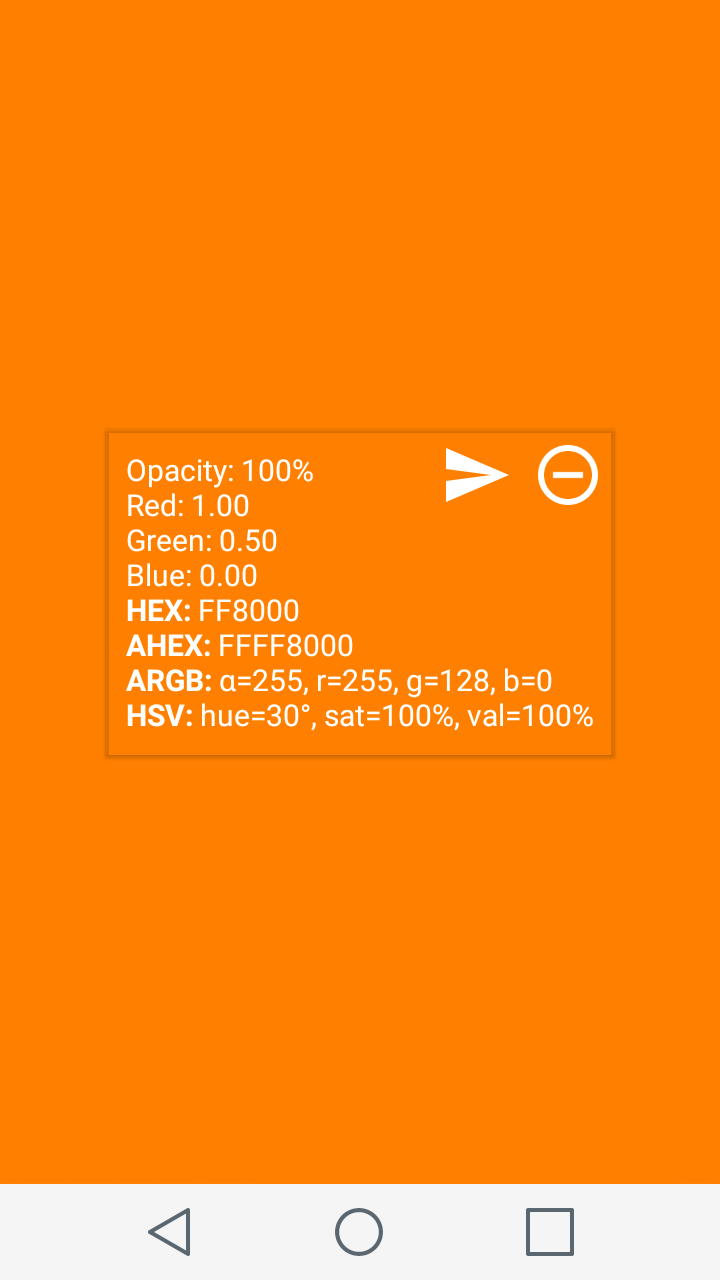 Opacity: 100%
Red: 1.00
Green: 0.50
Blue: 0.00
HEX: FF8000
AHEX: FFFF8000
ARGB: α=255, r=255, g=128, b=0
HSV: hue=30°, sat=100%, val=100%